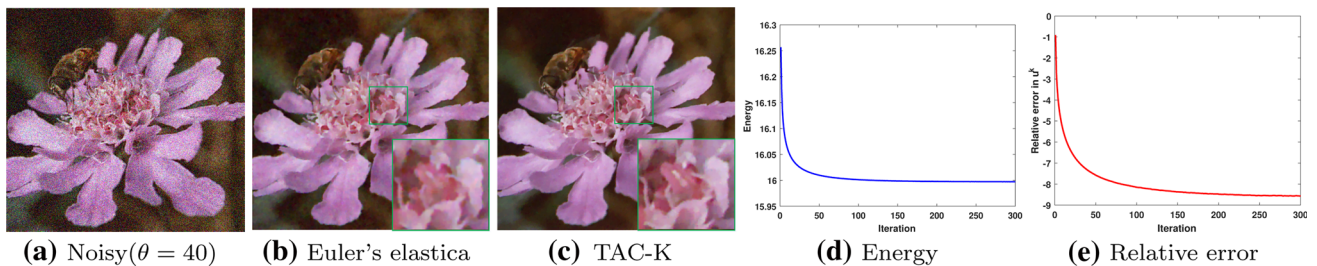 16.3
16.25
16.2
16.15
16.1
16.05
16
15.95
0 50 100 150 200 250 300
Energy
Iteration
0
-1
-2
-3
-4
-5
-6
-7
-8
-9
0 50 100 150 200 250 300
Relative error in u^k
Iteration
(a) Noisy(θ = 40)
(b) Euler's elastica
(c) TAC-K
(d) Energy
(e) Relative error